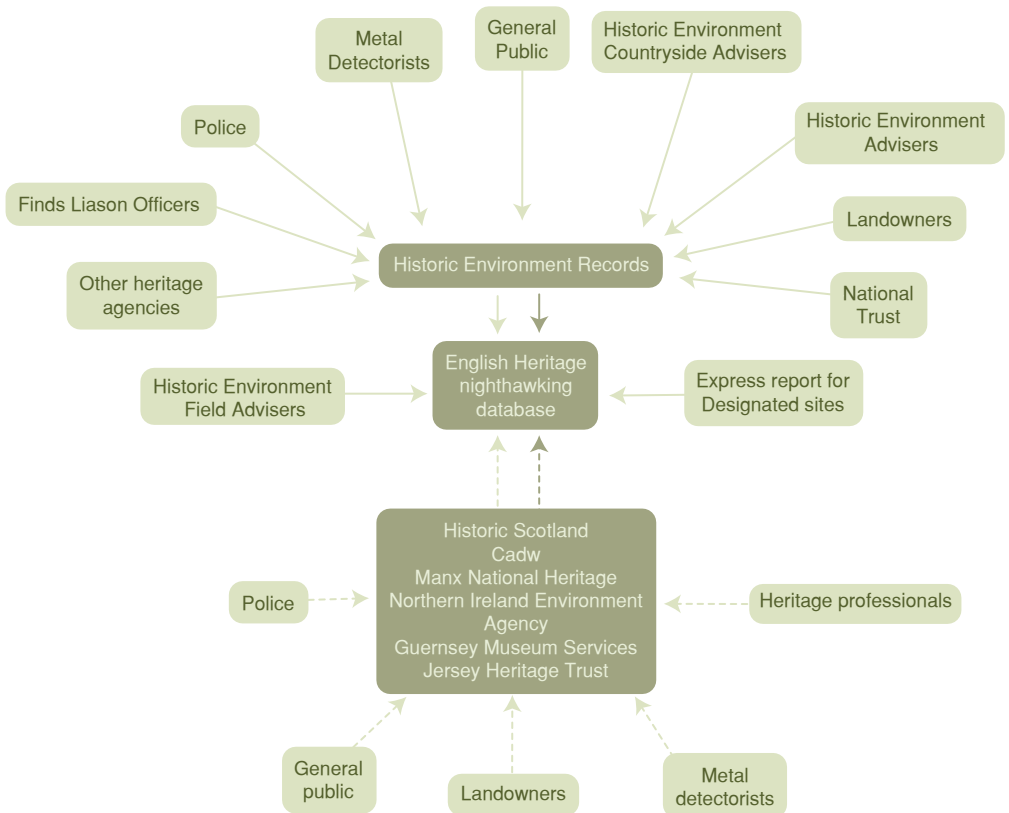 General
Public
Historic Environment
Countryside Advisers
Metal
Detectorists
Police
Historic Environment
Advisers
Finds Liason Officers
Landowners
Historic Environment Records
Other heritage
agencies
National
Trust
English Heritage
nighthawking
database
Historic Environment
Field Advisers
Express report for
Designated sites
Historic Scotland
Cadw
Manx National Heritage
Northern Ireland Environment
Agency
Guernsey Museum Services
Jersey Heritage Trust
Police
Heritage professionals
General
public
Landowners
Metal
detectorists